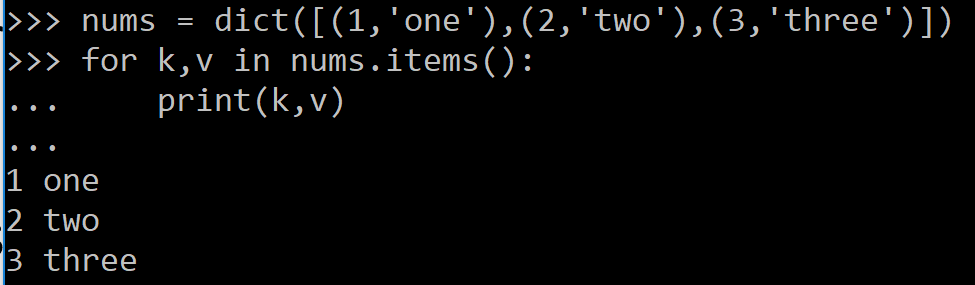 >>> nums = dict([(1,'one'),(2,'two'),(3,'three')])
>>> for k,v in nums.items():
...     print(k,v)
...
1 one
2 two
3 three